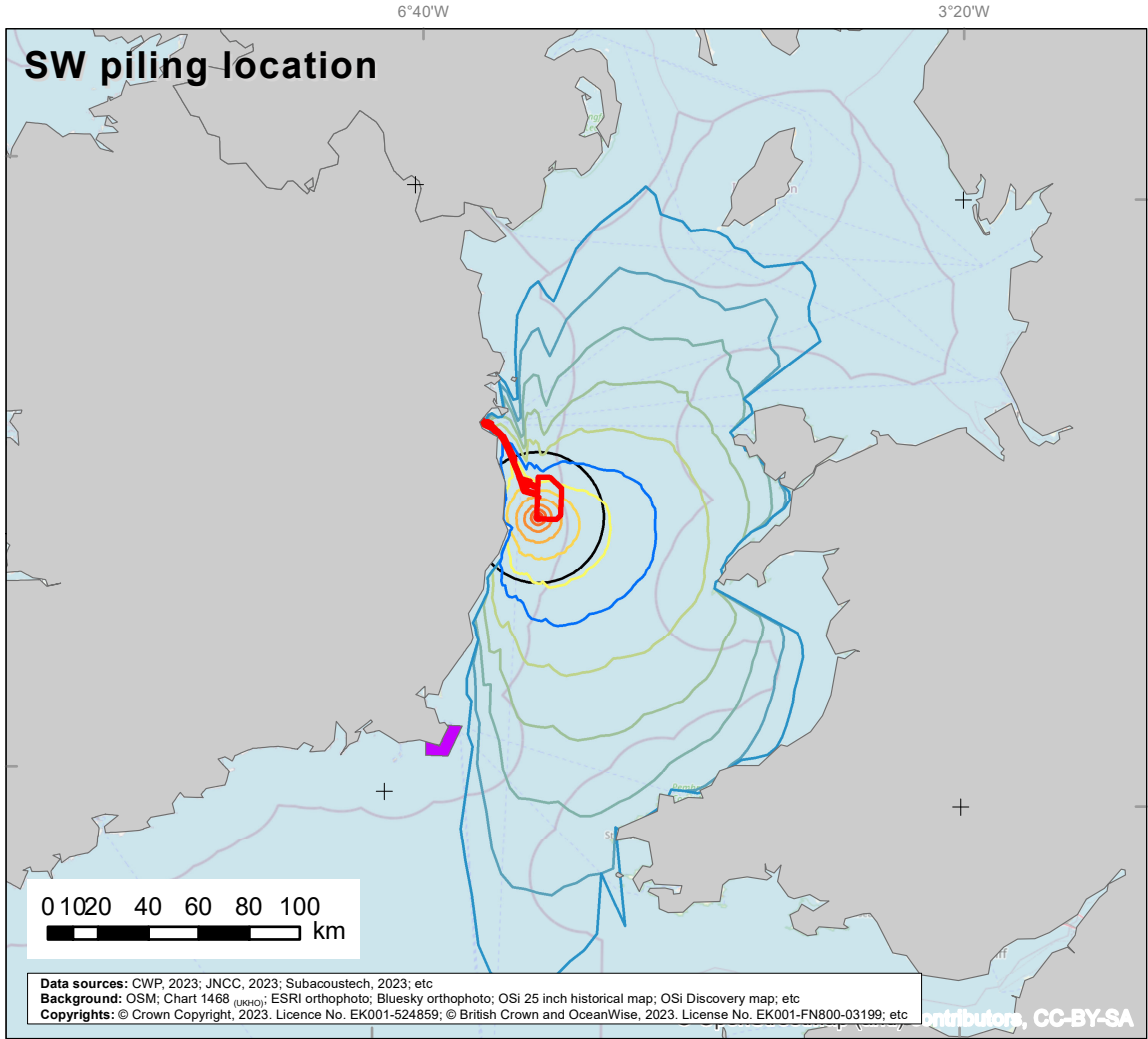 6°40'W 3°20'W
SW piling location
0 10 20 40 60 80 100
km
Data sources: CWP, 2023; JNCC, 2023; Subacoustech, 2023; etc
Background: OSM; Chart 1468 (UKHO); ESRI orthophoto; Bluesky orthophoto; OSi 25 inch historical map; OSi Discovery map; etc
Copyrights: © Crown Copyright, 2023. Licence No. EK001-524859; © British Crown and OceanWise, 2023. License No. EK001-FN800-03199; etc
contributors, CC-BY-SA